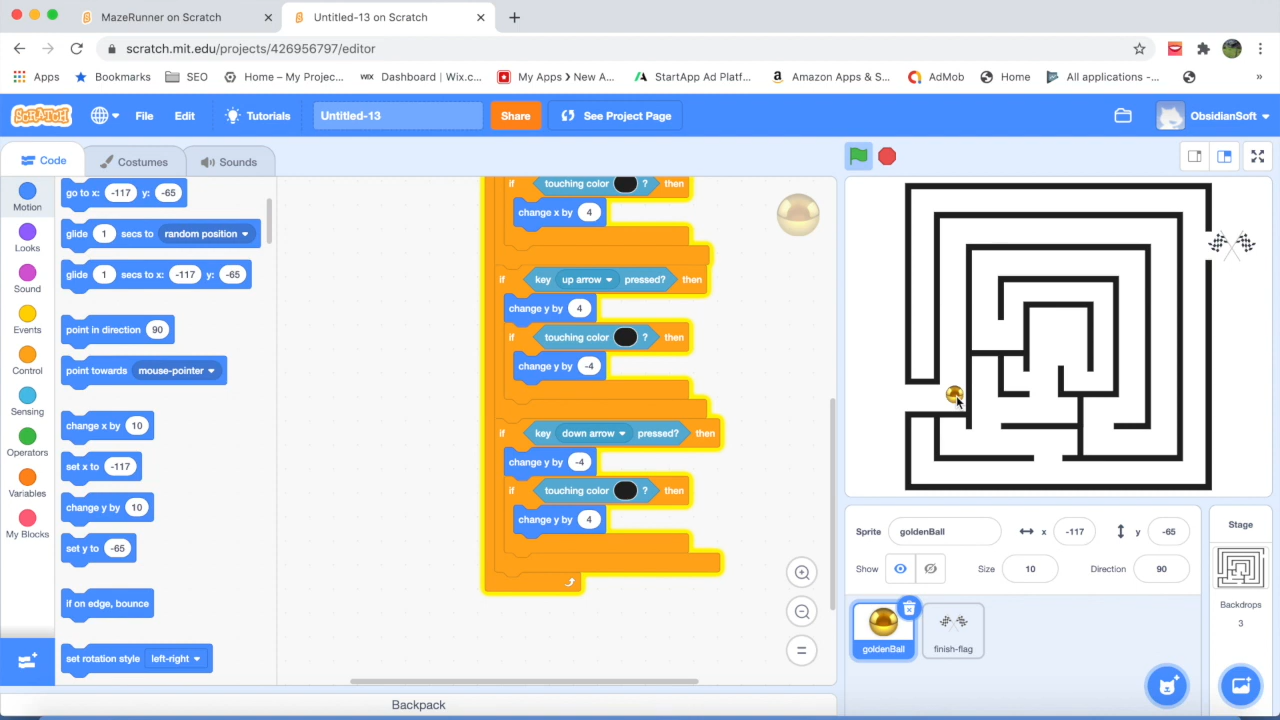 MazeRunner on Scratch
Untitled-13 on Scratch
scratch.mit.edu/projects/426956797/editor
Apps Bookmarks SEO Home – My Projec... WIX Dashboard | Wix.c... My Apps > New A... StartApp Ad Platf... a Amazon Apps & S... AdMob Home All applications -... »
SCRATCH File Edit Tutorials Untitled-13 Share See Project Page ObsidianSoft
Code Costumes Sounds
Motion
Looks
Sound
Events
Control
Sensing
Operators
Variables
My Blocks
go to x: -117 y: -65
glide 1 secs to random position
glide 1 secs to x: -117 y: -65
point in direction 90
point towards mouse-pointer
change x by 10
set x to -117
change y by 10
set y to -65
if on edge, bounce
set rotation style left-right
if touching color ? then
change x by 4
if key up arrow pressed? then
change y by 4
if touching color ? then
change y by -4
if key down arrow pressed? then
change y by -4
if touching color ? then
change y by 4
Backpack
Sprite goldenBall x -117 y -65
Show Size 10 Direction 90
goldenBall
finish-flag
Stage
Backdrops
3